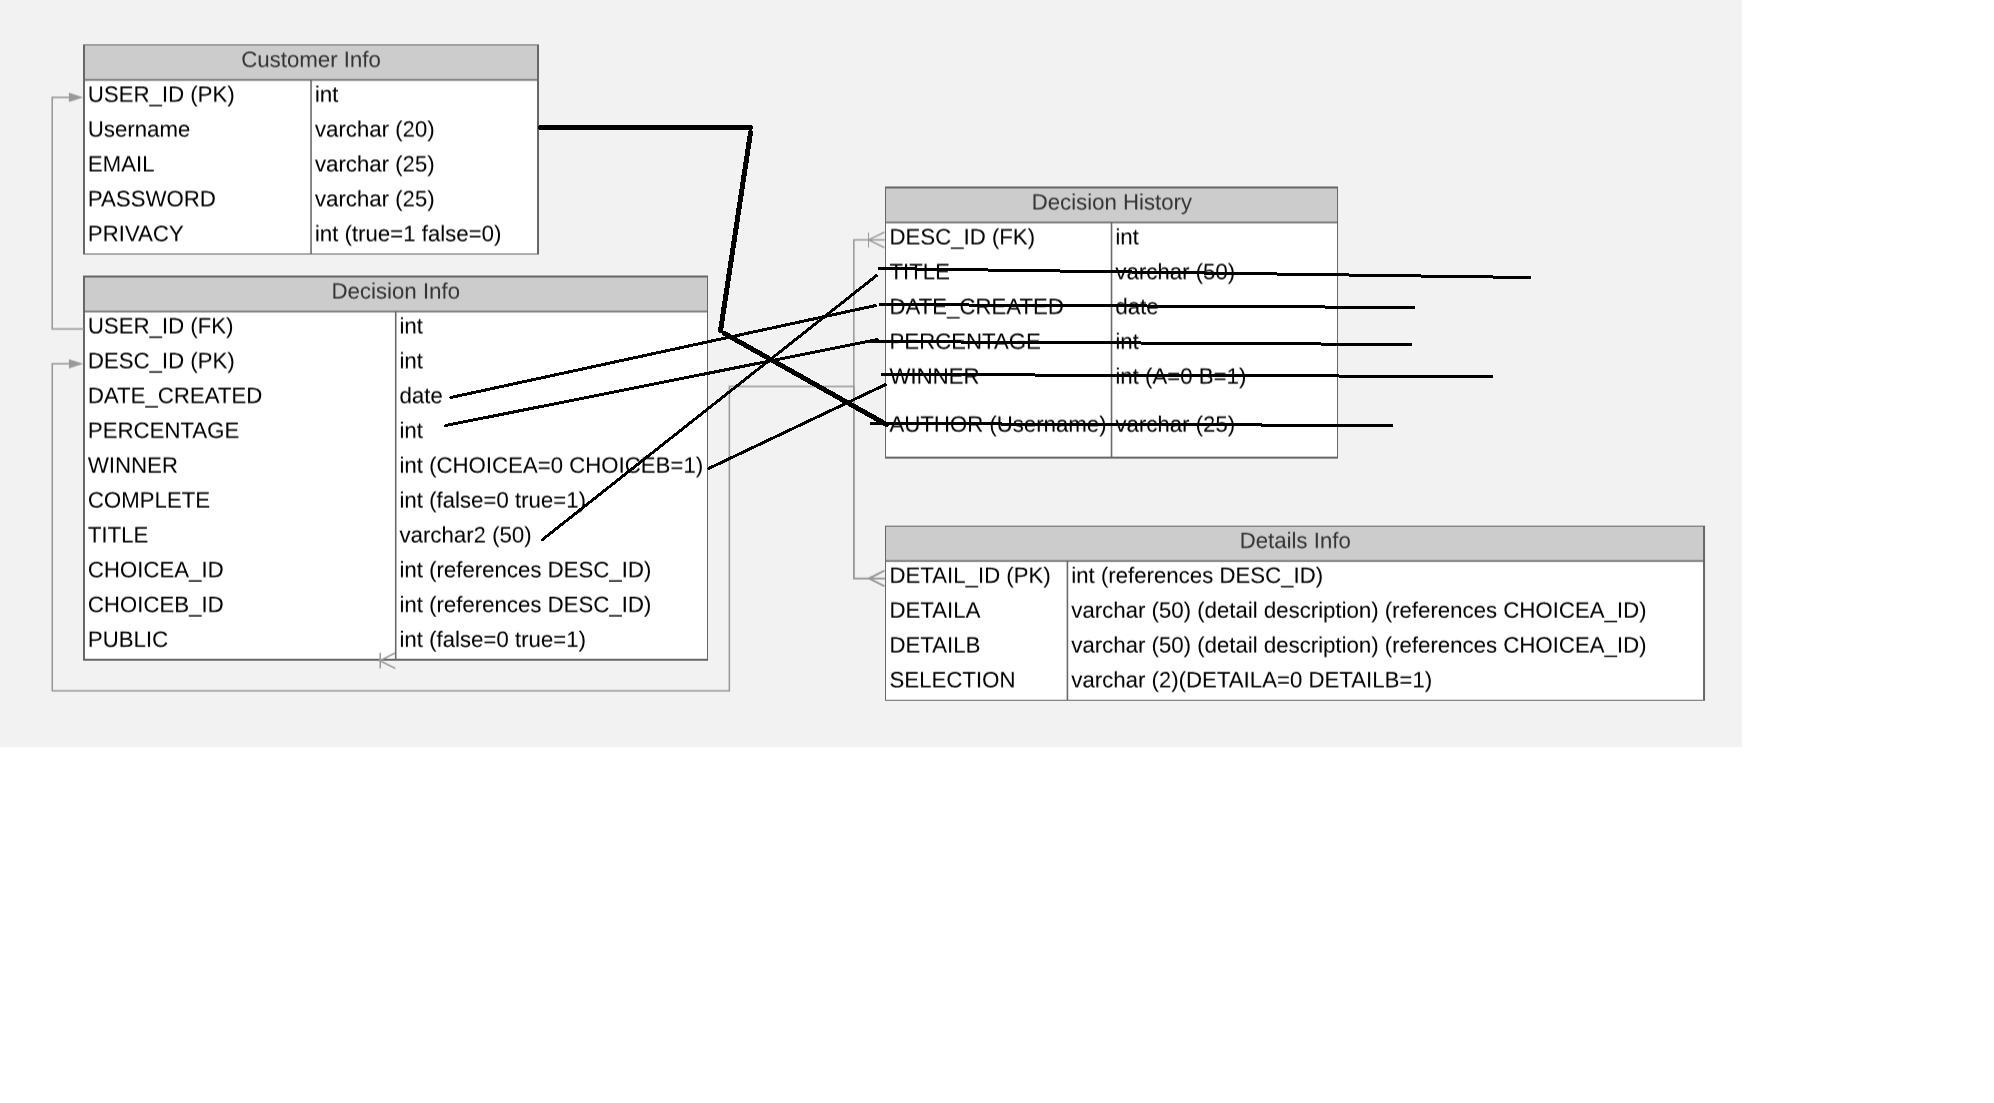 Customer Info
USER_ID (PK) int
Username varchar (20)
EMAIL varchar (25)
PASSWORD varchar (25)
PRIVACY int (true=1 false=0)
Decision Info
USER_ID (FK) int
DESC_ID (PK) int
DATE_CREATED date
PERCENTAGE int
WINNER int (CHOICEA=0 CHOICEB=1)
COMPLETE int (false=0 true=1)
TITLE varchar2 (50)
CHOICEA_ID int (references DESC_ID)
CHOICEB_ID int (references DESC_ID)
PUBLIC int (false=0 true=1)
Decision History
DESC_ID (FK) int
TITLE varchar (50)
DATE_CREATED date
PERCENTAGE int
WINNER int (A=0 B=1)
AUTHOR (Username) varchar (25)
Details Info
DETAIL_ID (PK) int (references DESC_ID)
DETAILA varchar (50) (detail description) (references CHOICEA_ID)
DETAILB varchar (50) (detail description) (references CHOICEA_ID)
SELECTION varchar (2)(DETAILA=0 DETAILB=1)